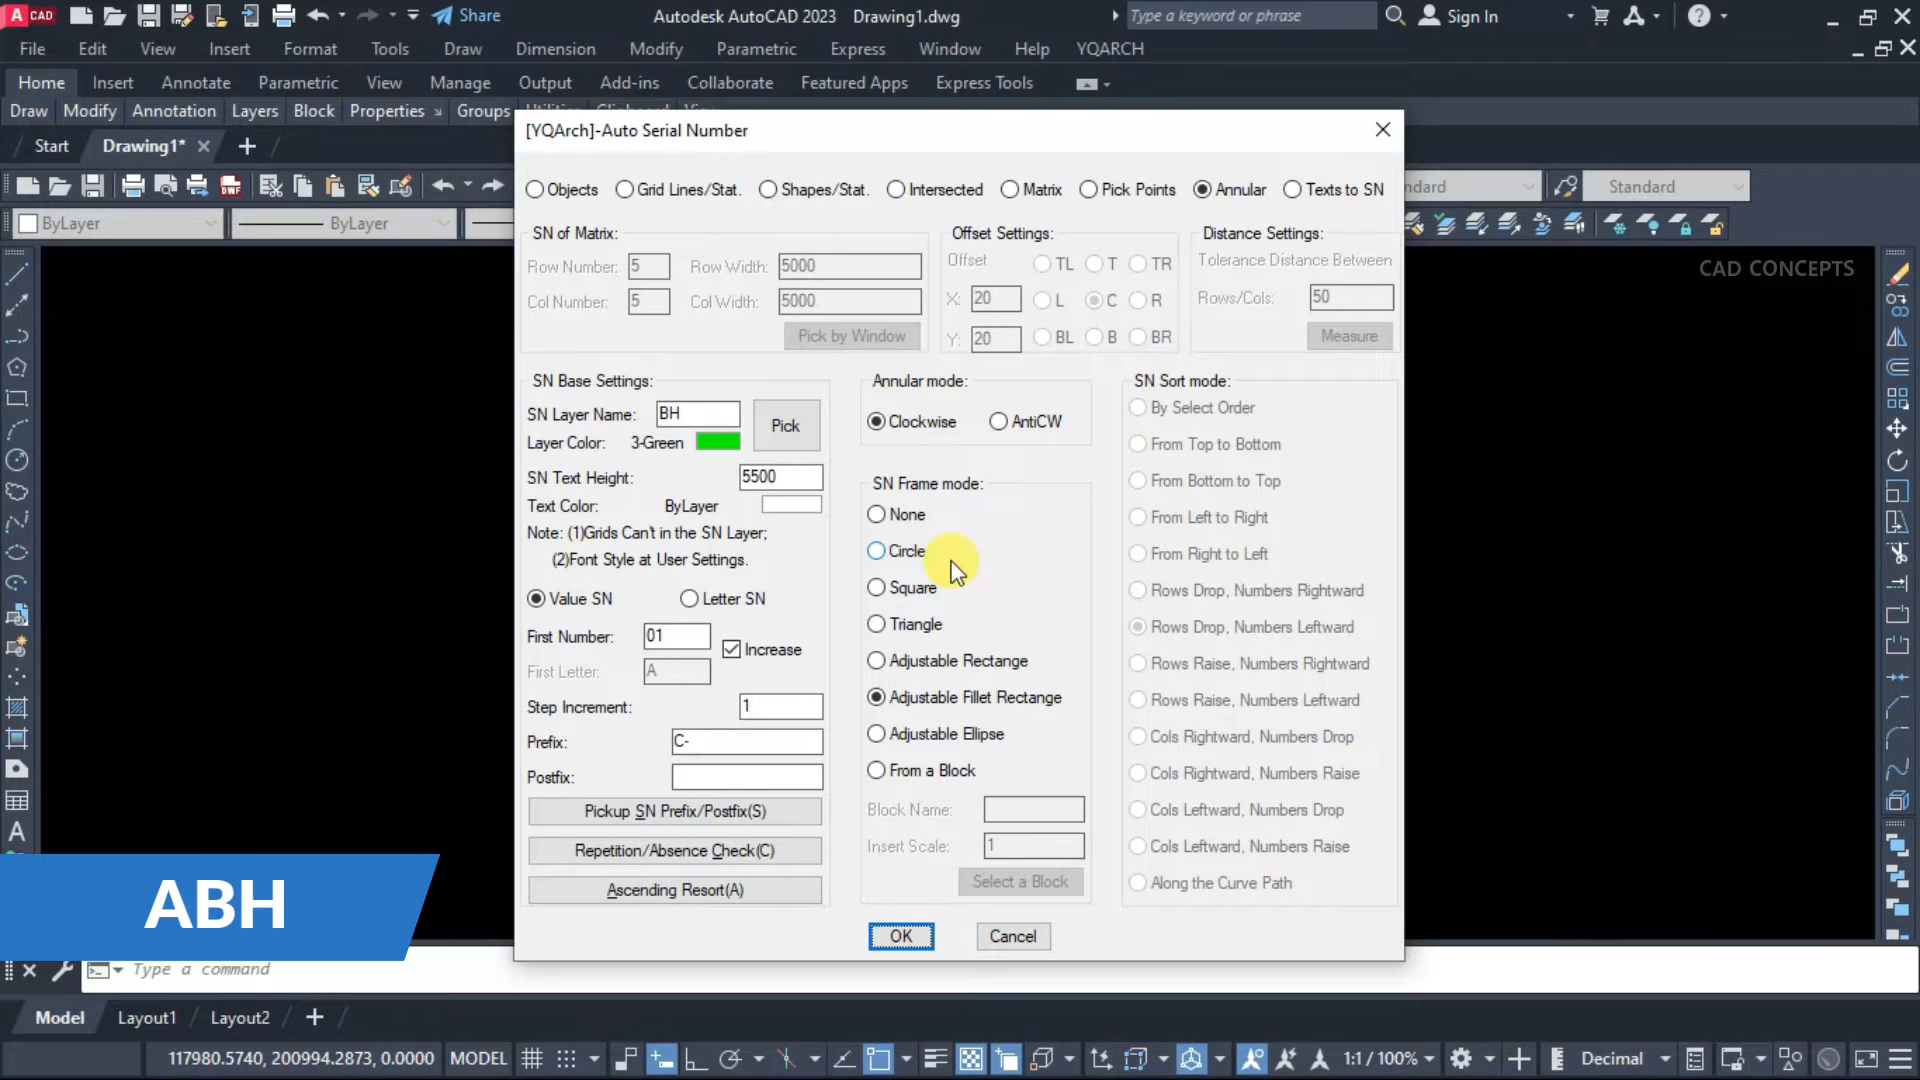 CAD
Share
Autodesk AutoCAD 2023 Drawing1.dwg
Type a keyword or phrase
Sign In
File Edit View Insert Format Tools Draw Dimension Modify Parametric Express Window Help YQARCH
Home Insert Annotate Parametric View Manage Output Add-ins Collaborate Featured Apps Express Tools
Draw Modify Annotation Layers Block Properties Groups
Start Drawing1*
[YQArch]-Auto Serial Number
DWF
Standard
ByLayer ByLayer
CAD CONCEPTS
Objects Grid Lines/Stat. Shapes/Stat. Intersected Matrix Pick Points Annular Texts to SN
SN of Matrix:
Row Number: 5 Row Width: 5000
Col Number: 5 Col Width: 5000
Pick by Window
Offset Settings:
Offset TL T TR
X: 20 L C R
Y: 20 BL B BR
Distance Settings:
Tolerance Distance Between
Rows/Cols: 50
Measure
SN Base Settings:
SN Layer Name: BH
Pick
Layer Color: 3-Green
SN Text Height: 5500
Text Color: ByLayer
Note: (1)Grids Can't in the SN Layer;
(2)Font Style at User Settings.
Value SN Letter SN
First Number: 01
Increase
First Letter: A
Step Increment: 1
Prefix: C-
Postfix:
Pickup SN Prefix/Postfix(S)
Repetition/Absence Check(C)
Ascending Resort(A)
Annular mode:
Clockwise AntiCW
SN Frame mode:
None
Circle
Square
Triangle
Adjustable Rectange
Adjustable Fillet Rectange
Adjustable Ellipse
From a Block
Block Name:
Insert Scale: 1
Select a Block
SN Sort mode:
By Select Order
From Top to Bottom
From Bottom to Top
From Left to Right
From Right to Left
Rows Drop, Numbers Rightward
Rows Drop, Numbers Leftward
Rows Raise, Numbers Rightward
Rows Raise, Numbers Leftward
Cols Rightward, Numbers Drop
Cols Rightward, Numbers Raise
Cols Leftward, Numbers Drop
Cols Leftward, Numbers Raise
Along the Curve Path
OK Cancel
ABH
Type a command
Model Layout1 Layout2
117980.5740, 200994.2873, 0.0000 MODEL 1:1 / 100% Decimal